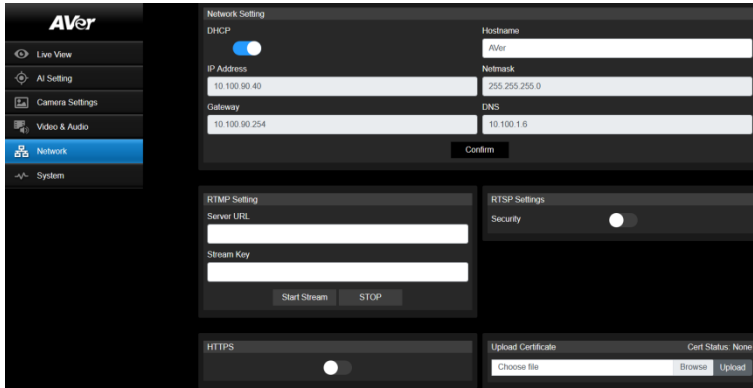 AVer
Live View
AI Setting
Camera Settings
Video & Audio
Network
System
Network Setting
DHCP
Hostname
AVer
IP Address
Netmask
10.100.90.40
255.255.255.0
Gateway
DNS
10.100.90.254
10.100.1.6
Confirm
RTMP Setting
Server URL
Stream Key
Start Stream STOP
RTSP Settings
Security
HTTPS
Upload Certificate Cert Status: None
Choose file Browse Upload